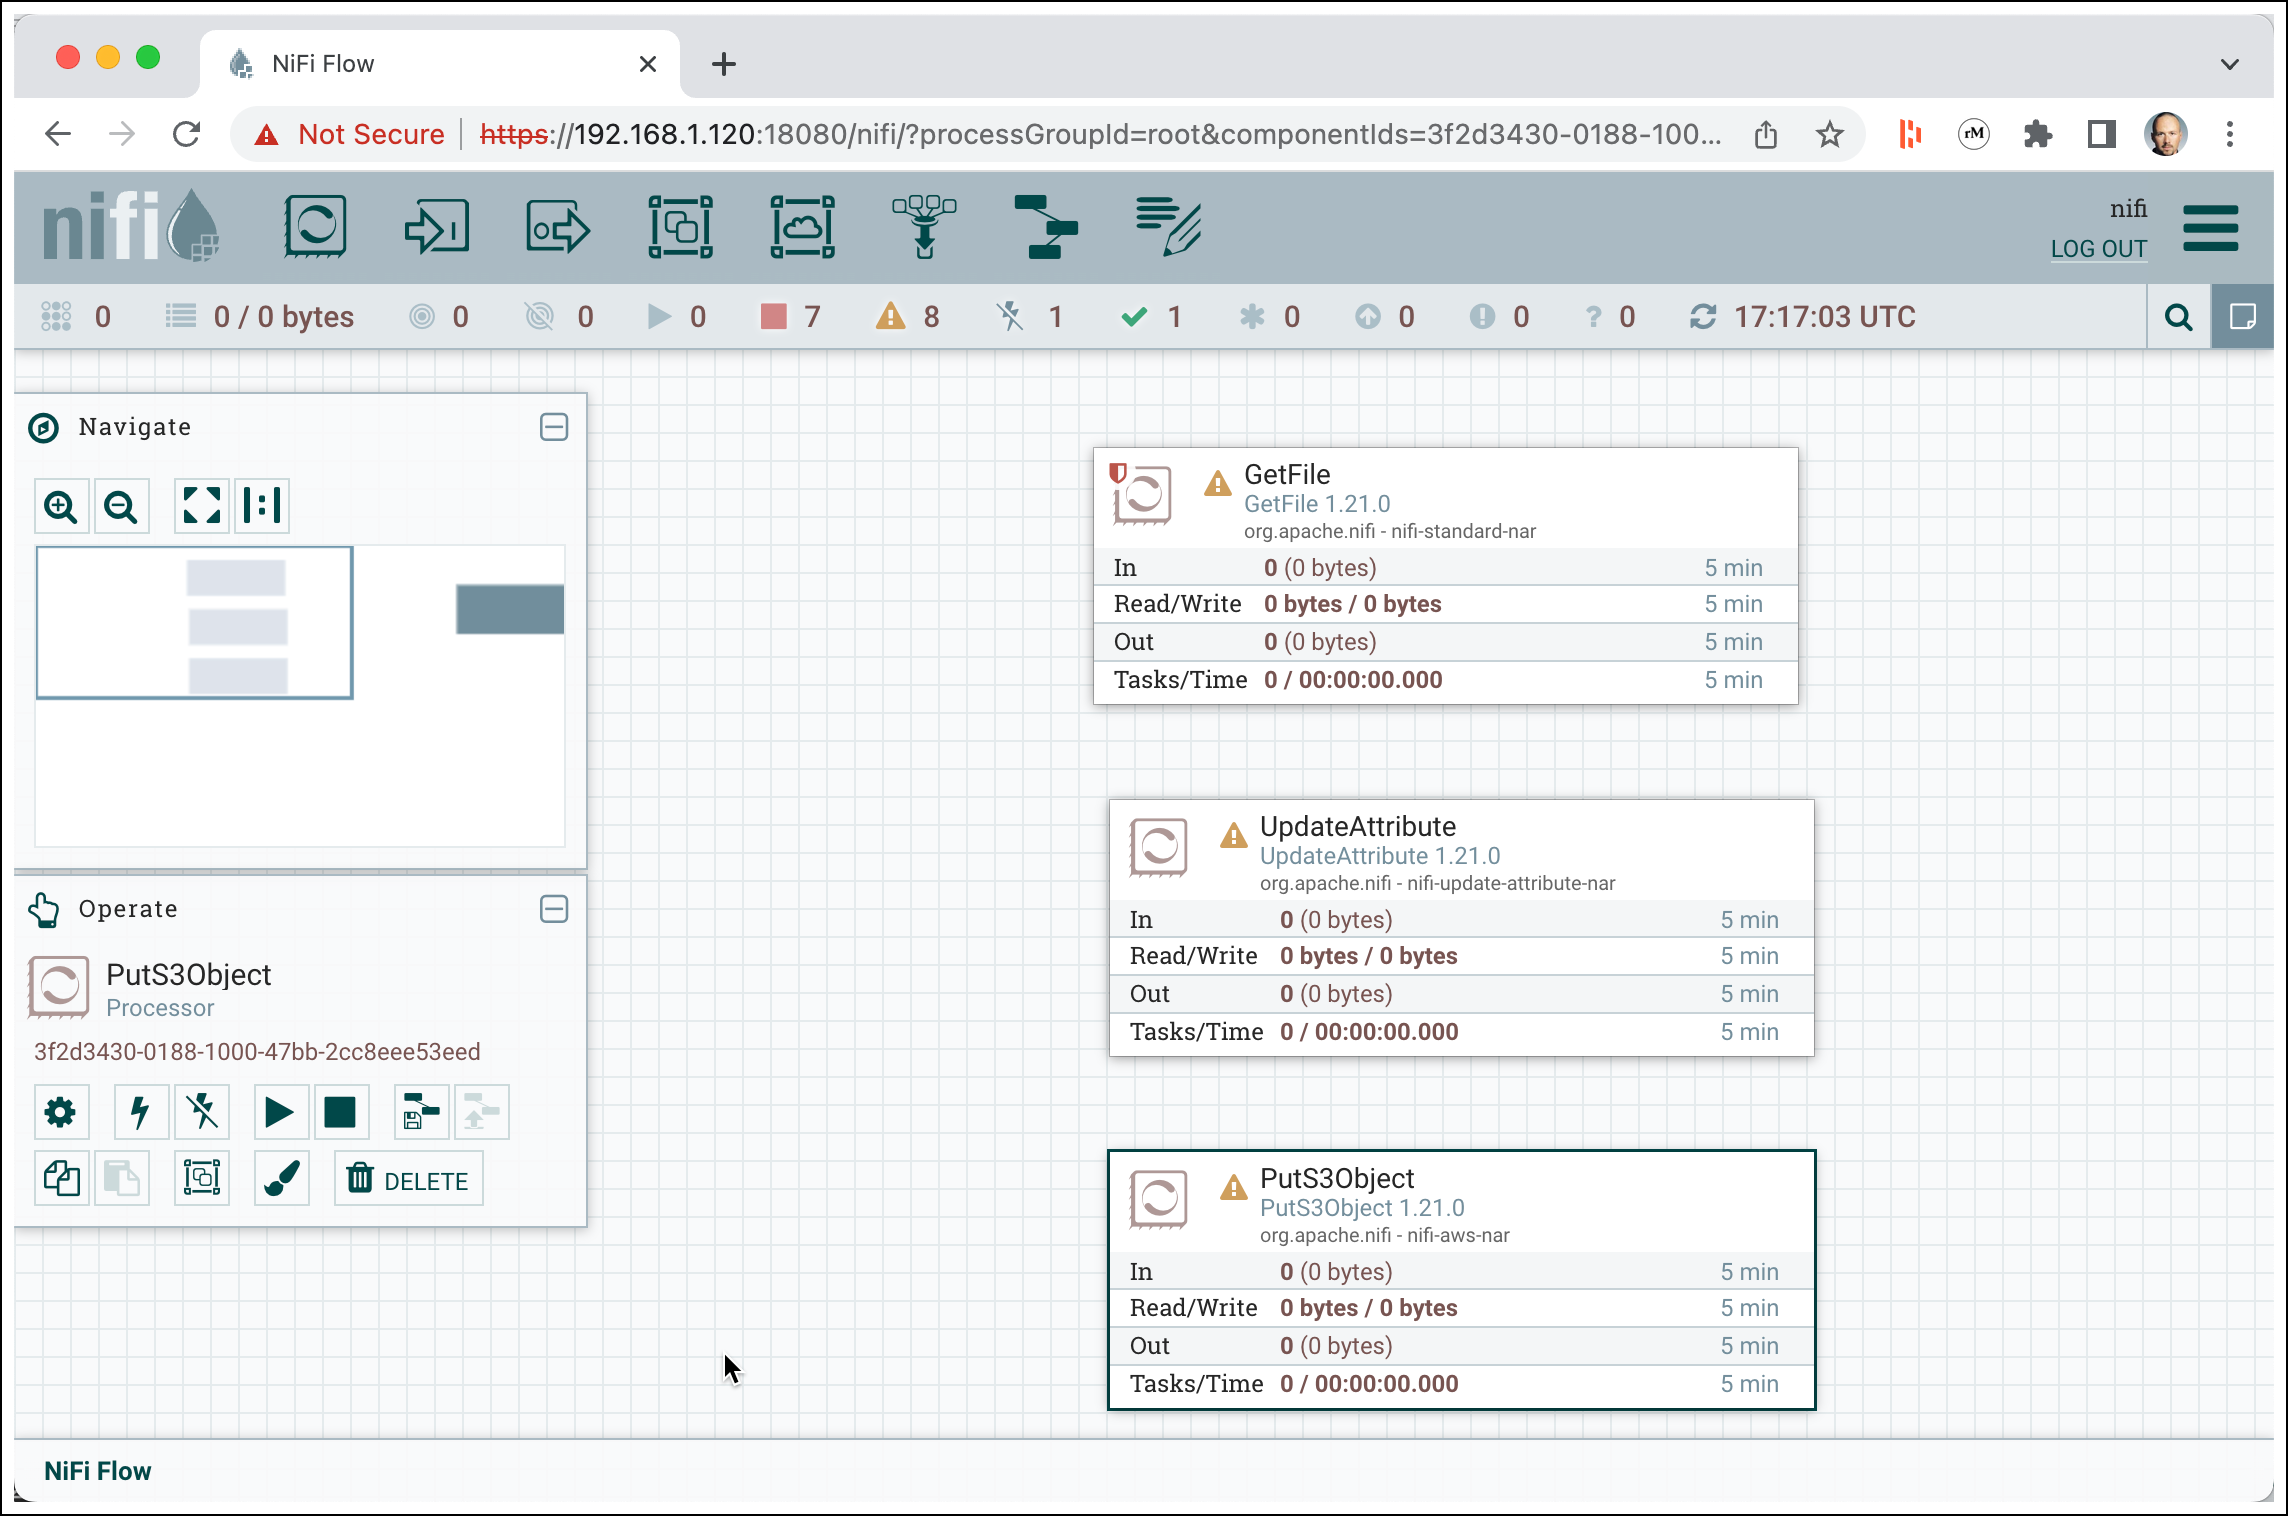 NiFi Flow
Not Secure https://192.168.1.120:18080/nifi/?processGroupId=root&componentIds=3f2d3430-0188-100...
rM
nifi
nifi
LOG OUT
0 0 / 0 bytes 0 0 0 7 8 1 1 0 0 0 ? 0 17:17:03 UTC
Navigate
Operate
PutS3Object
Processor
3f2d3430-0188-1000-47bb-2cc8eee53eed
DELETE
GetFile
GetFile 1.21.0
org.apache.nifi - nifi-standard-nar
In 0 (0 bytes) 5 min
Read/Write 0 bytes / 0 bytes 5 min
Out 0 (0 bytes) 5 min
Tasks/Time 0 / 00:00:00.000 5 min
UpdateAttribute
UpdateAttribute 1.21.0
org.apache.nifi - nifi-update-attribute-nar
In 0 (0 bytes) 5 min
Read/Write 0 bytes / 0 bytes 5 min
Out 0 (0 bytes) 5 min
Tasks/Time 0 / 00:00:00.000 5 min
PutS3Object
PutS3Object 1.21.0
org.apache.nifi - nifi-aws-nar
In 0 (0 bytes) 5 min
Read/Write 0 bytes / 0 bytes 5 min
Out 0 (0 bytes) 5 min
Tasks/Time 0 / 00:00:00.000 5 min
NiFi Flow